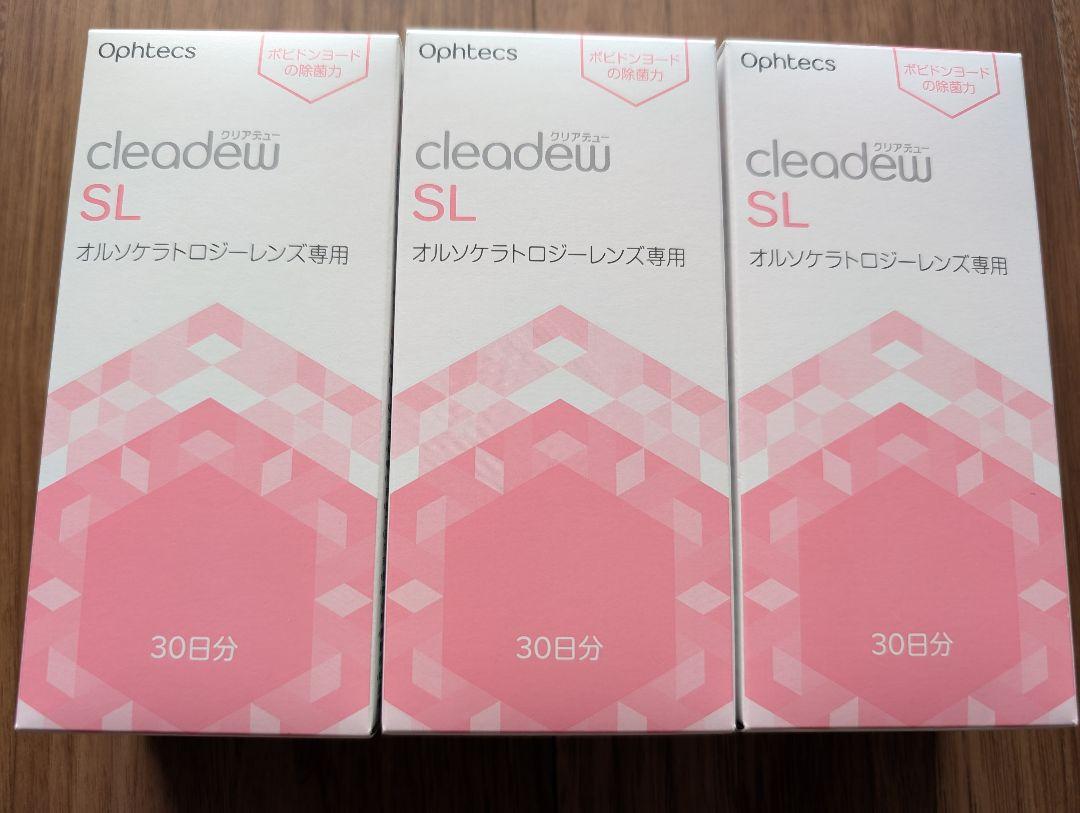 Ophtecs
ポビドンヨード
の除菌力
クリアデュー
cleadew
SL
オルソケラトロジーレンズ専用
30日分
Ophtecs
ポビドンヨード
の除菌力
クリアデュー
cleadew
SL
オルソケラトロジーレンズ専用
30日分
Ophtecs
ポビドンヨード
の除菌力
クリアデュー
cleadew
SL
オルソケラトロジーレンズ専用
30日分